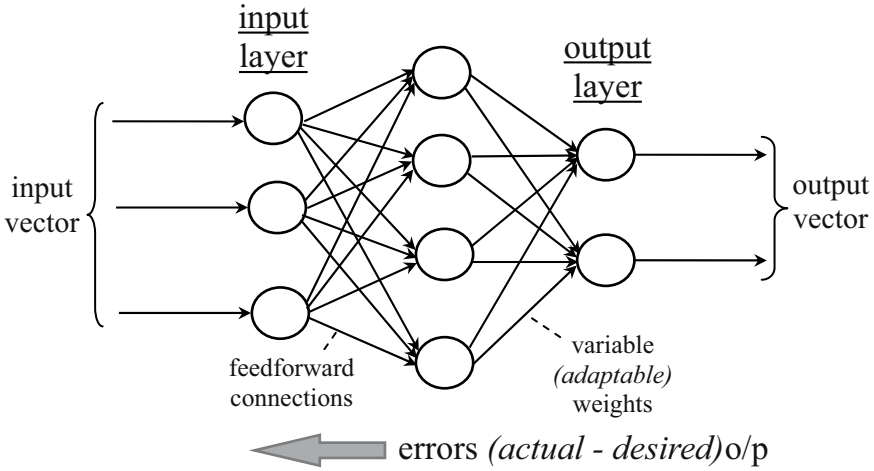 input
layer
output
layer
input
vector
output
vector
feedforward
connections
variable
(adaptable)
weights
errors (actual - desired) o/p